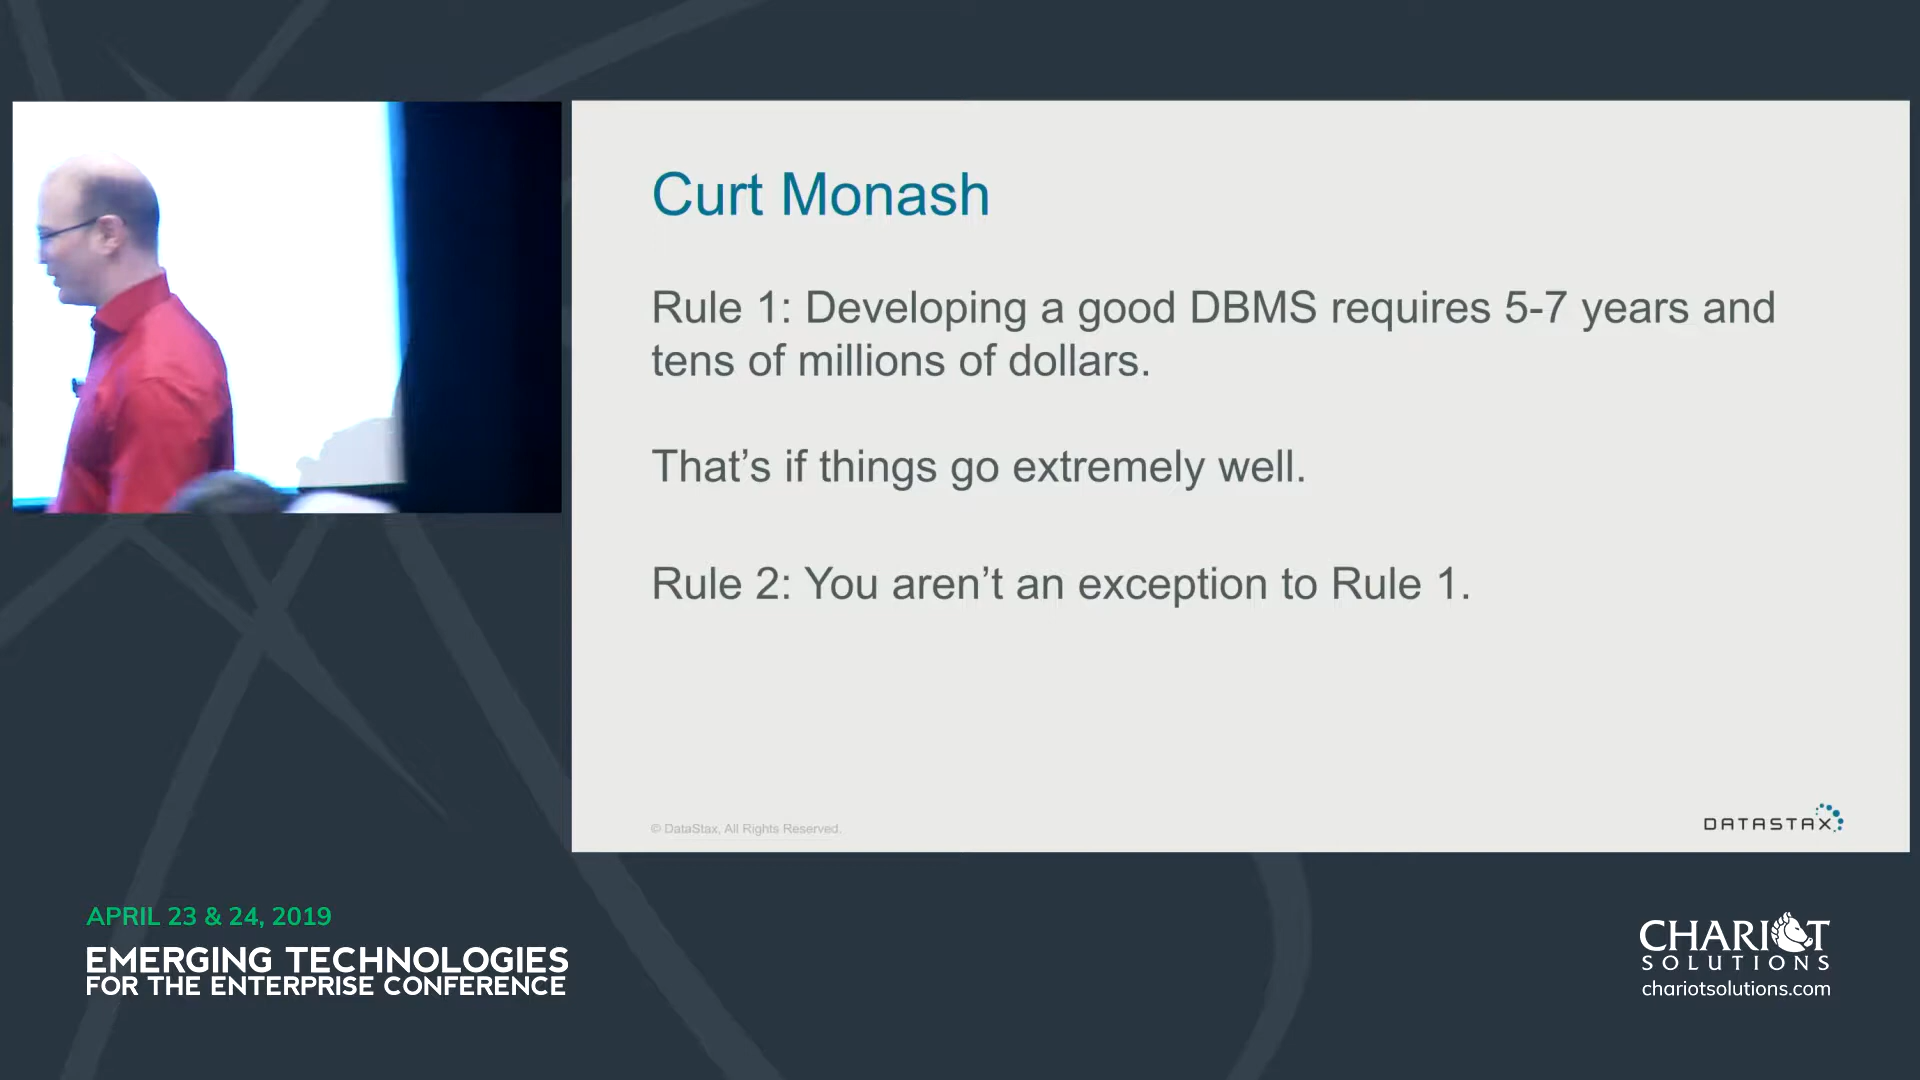 Curt Monash
Rule 1: Developing a good DBMS requires 5-7 years and
tens of millions of dollars.
That's if things go extremely well.
Rule 2: You aren't an exception to Rule 1.
© DataStax, All Rights Reserved.
DATASTAX
APRIL 23 & 24, 2019
EMERGING TECHNOLOGIES
FOR THE ENTERPRISE CONFERENCE
CHARIOT
SOLUTIONS
chariotsolutions.com